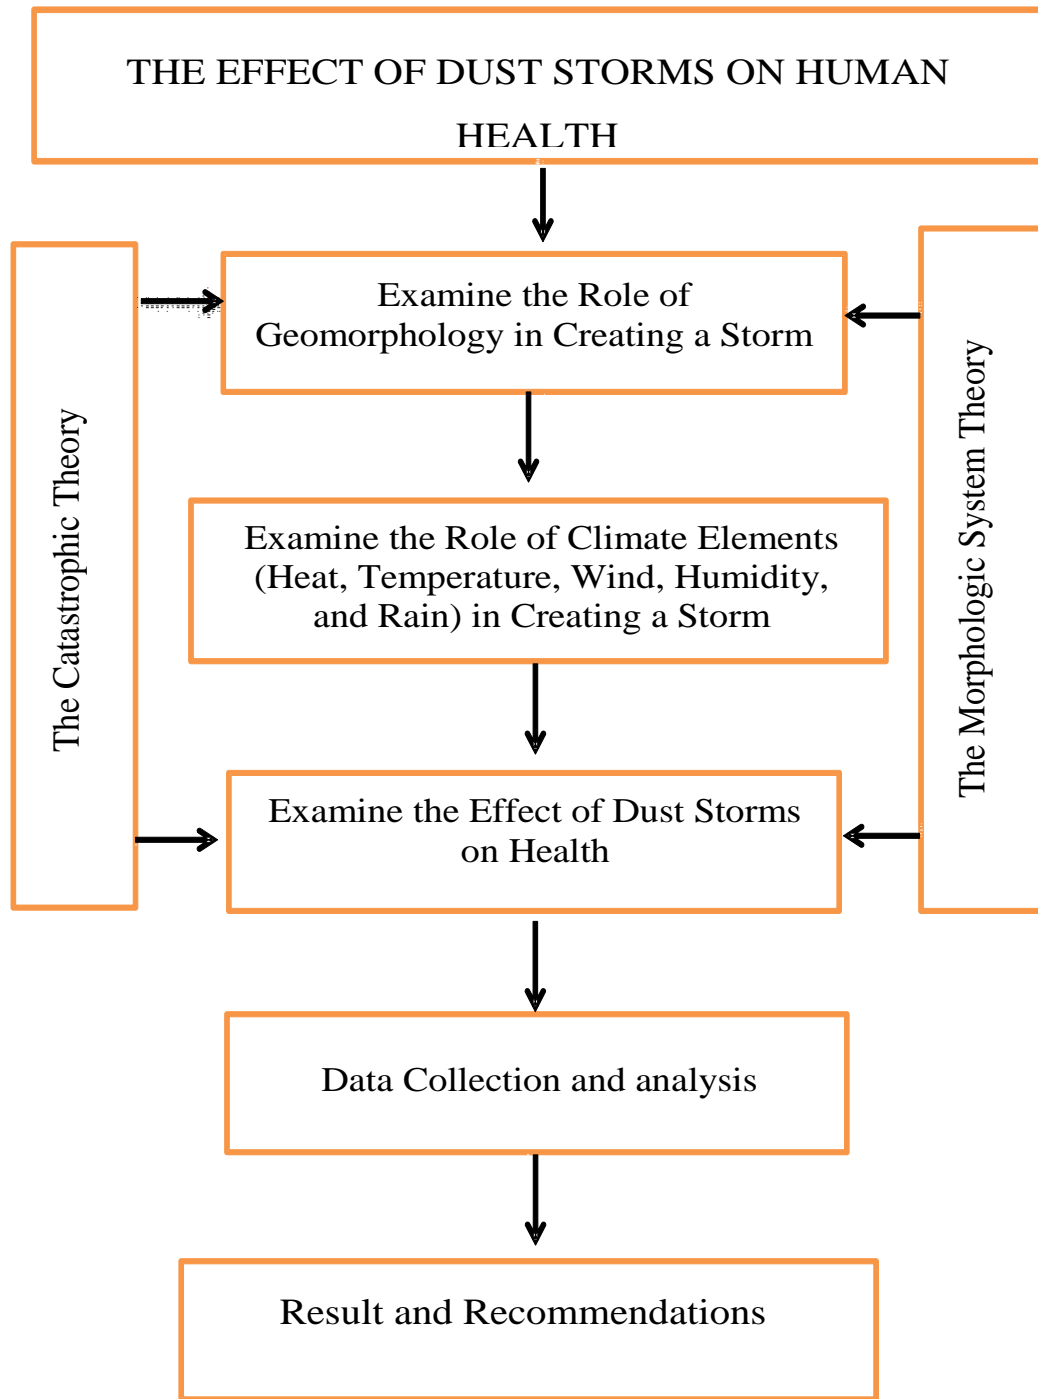 THE EFFECT OF DUST STORMS ON HUMAN
HEALTH
Examine the Role of
Geomorphology in Creating a Storm
The Catastrophic Theory
The Morphologic System Theory
Examine the Role of Climate Elements
(Heat, Temperature, Wind, Humidity,
and Rain) in Creating a Storm
Examine the Effect of Dust Storms
on Health
Data Collection and analysis
Result and Recommendations